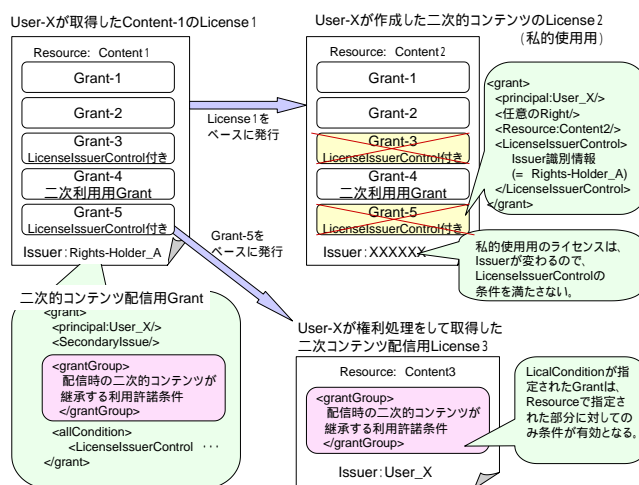 User-Xが取得したContent-1のLicense1
Resource: Content1
Grant-1
Grant-2
Grant-3
LicenseIssuerControl付き
Grant-4
二次利用用Grant
Grant-5
LicenseIssuerControl付き
Issuer:Rights-Holder_A
License1を
ベースに発行
User-Xが作成した二次的コンテンツのLicense2
(私的使用用)
Resource: Content2
Grant-1
Grant-2
Grant-3
LicenseIssuerControl付き
Grant-4
二次利用用Grant
Grant-5
LicenseIssuerControl付き
Issuer:XXXXXX
<grant>
<principal:User_X/>
<任意のRight/>
<Resource:Content2/>
<LicenseIssuerControl>
Issuer識別情報
(= Rights-Holder_A)
</LicenseIssuerControl>
</grant>
私的使用用のライセンスは、
Issuerが変わるので、
LicenseIssuerControlの
条件を満たさない。
Grant-5を
ベースに発行
二次的コンテンツ配信用Grant
<grant>
<principal:User_X/>
<SecondaryIssue/>
<grantGroup>
配信時の二次的コンテンツが
継承する利用許諾条件
</grantGroup>
<allCondition>
<LicenseIssuerControl ・・・
</grant>
User-Xが権利処理をして取得した
二次コンテンツ配信用License3
Resource: Content3
<grantGroup>
配信時の二次的コンテンツが
継承する利用許諾条件
</grantGroup>
Issuer:User_X
LicalConditionが指
定されたGrantは、
Resourceで指定さ
れた部分に対しての
み条件が有効となる。